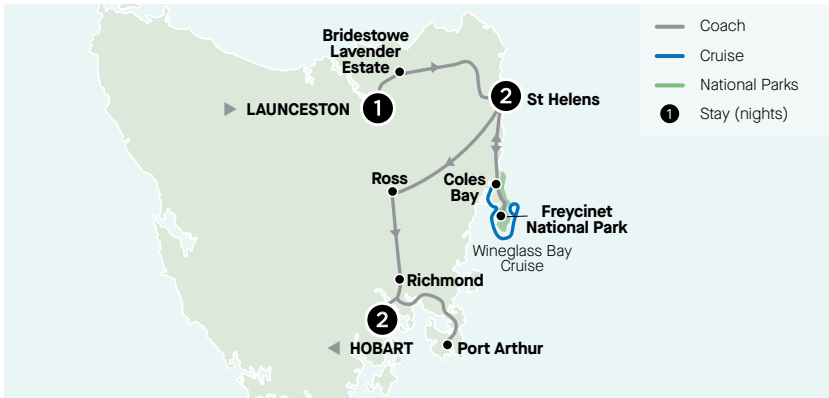 Bridestowe
Lavender
Estate
LAUNCESTON
1
2
St Helens
Ross
Coles
Bay
Freycinet
National Park
Wineglass Bay
Cruise
Richmond
2
HOBART
Port Arthur
Coach
Cruise
National Parks
1
Stay (nights)